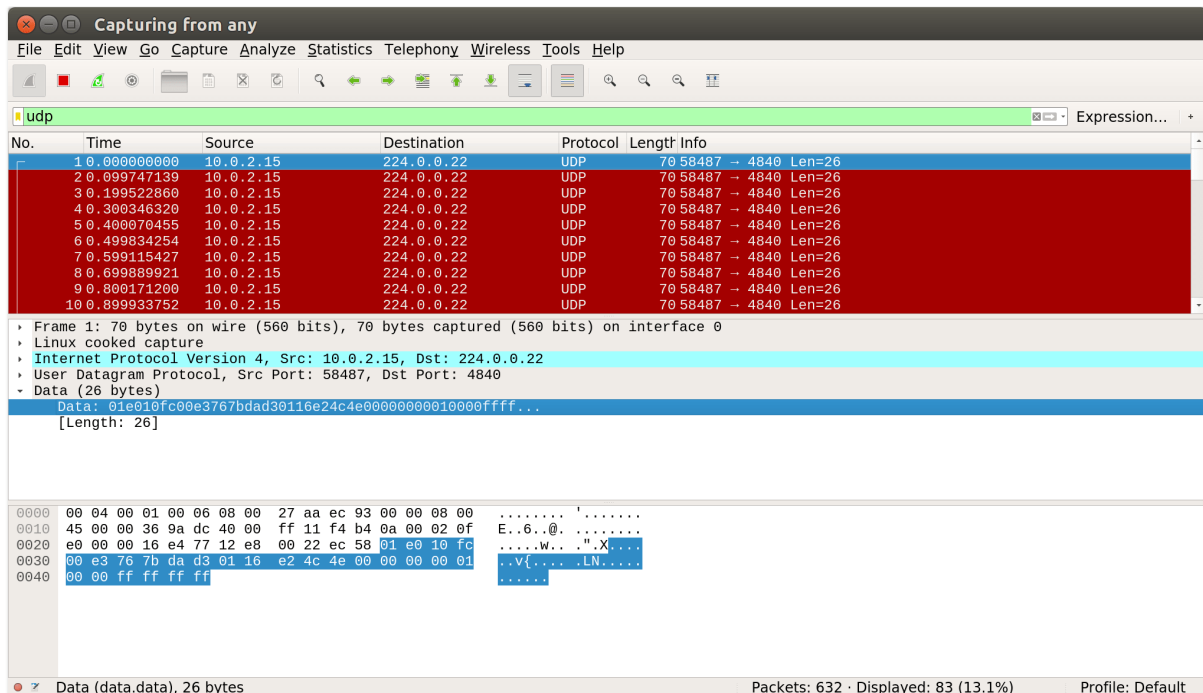 Capturing from any
File Edit View Go Capture Analyze Statistics Telephony Wireless Tools Help
udp Expression... +
No. Time Source Destination Protocol Length Info
1 0.000000000 10.0.2.15 224.0.0.22 UDP 70 58487 → 4840 Len=26
2 0.099747139 10.0.2.15 224.0.0.22 UDP 70 58487 → 4840 Len=26
3 0.199522860 10.0.2.15 224.0.0.22 UDP 70 58487 → 4840 Len=26
4 0.300346320 10.0.2.15 224.0.0.22 UDP 70 58487 → 4840 Len=26
5 0.400070455 10.0.2.15 224.0.0.22 UDP 70 58487 → 4840 Len=26
6 0.499834254 10.0.2.15 224.0.0.22 UDP 70 58487 → 4840 Len=26
7 0.599115427 10.0.2.15 224.0.0.22 UDP 70 58487 → 4840 Len=26
8 0.699889921 10.0.2.15 224.0.0.22 UDP 70 58487 → 4840 Len=26
9 0.800171200 10.0.2.15 224.0.0.22 UDP 70 58487 → 4840 Len=26
10 0.899933752 10.0.2.15 224.0.0.22 UDP 70 58487 → 4840 Len=26
Frame 1: 70 bytes on wire (560 bits), 70 bytes captured (560 bits) on interface 0
Linux cooked capture
Internet Protocol Version 4, Src: 10.0.2.15, Dst: 224.0.0.22
User Datagram Protocol, Src Port: 58487, Dst Port: 4840
Data (26 bytes)
Data: 01e010fc00e3767bdad30116e24c4e00000000010000ffff...
[Length: 26]
0000 00 04 00 01 00 06 08 00 27 aa ec 93 00 00 08 00 ........ '.......
0010 45 00 00 36 9a dc 40 00 ff 11 f4 b4 0a 00 02 0f E..6..@. ........
0020 e0 00 00 16 e4 77 12 e8 00 22 ec 58 01 e0 10 fc .....w.. .".X....
0030 00 e3 76 7b da d3 01 16 e2 4c 4e 00 00 00 00 01 ..v{.... .LN.....
0040 00 00 ff ff ff ff ......
Data (data.data), 26 bytes Packets: 632 · Displayed: 83 (13.1%) Profile: Default